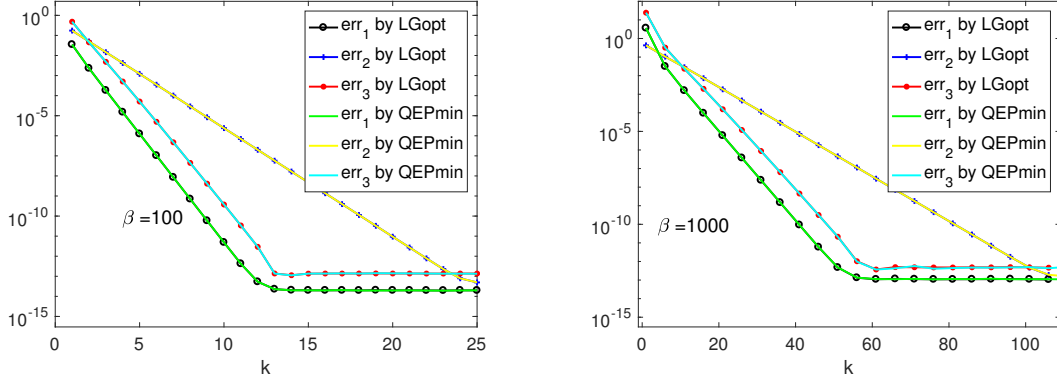 10^0
10^-5
10^-10
10^-15
0 5 10 15 20 25
k
β =100
err_1 by LGopt
err_2 by LGopt
err_3 by LGopt
err_1 by QEPmin
err_2 by QEPmin
err_3 by QEPmin
10^0
10^-5
10^-10
10^-15
0 20 40 60 80 100
k
β =1000
err_1 by LGopt
err_2 by LGopt
err_3 by LGopt
err_1 by QEPmin
err_2 by QEPmin
err_3 by QEPmin